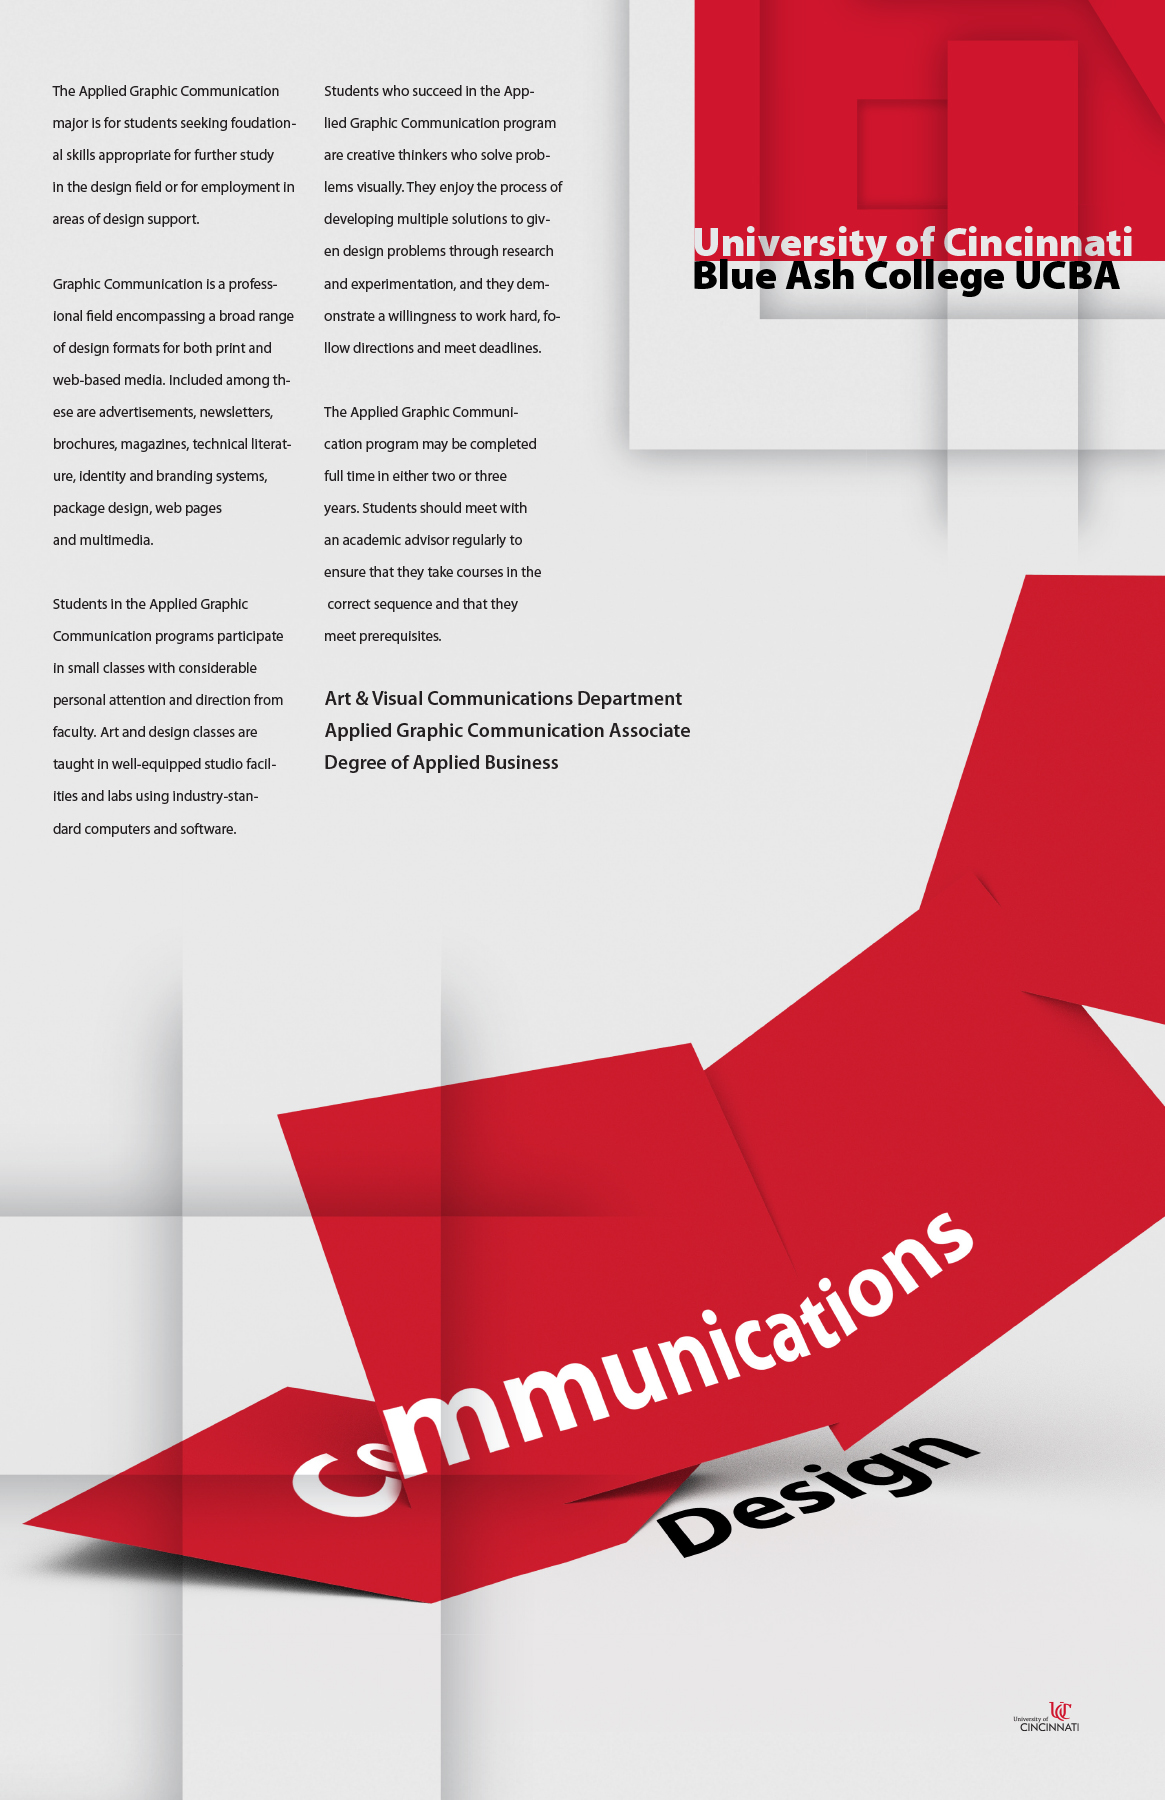 The Applied Graphic Communication
major is for students seeking foudation-
al skills appropriate for further study
in the design field or for employment in
areas of design support.
Graphic Communication is a profess-
ional field encompassing a broad range
of design formats for both print and
web-based media. Included among th-
ese are advertisements, newsletters,
brochures, magazines, technical literat-
ure, identity and branding systems,
package design, web pages
and multimedia.
Students in the Applied Graphic
Communication programs participate
in small classes with considerable
personal attention and direction from
faculty. Art and design classes are
taught in well-equipped studio facil-
ities and labs using industry-stan-
dard computers and software.
Students who succeed in the App-
lied Graphic Communication program
are creative thinkers who solve prob-
lems visually. They enjoy the process of
developing multiple solutions to giv-
en design problems through research
and experimentation, and they dem-
onstrate a willingness to work hard, fo-
llow directions and meet deadlines.
The Applied Graphic Communi-
cation program may be completed
full time in either two or three
years. Students should meet with
an academic advisor regularly to
ensure that they take courses in the
correct sequence and that they
meet prerequisites.
Art & Visual Communications Department
Applied Graphic Communication Associate
Degree of Applied Business
University of Cincinnati
Blue Ash College UCBA
Communications
Design
UC
University of
CINCINNATI